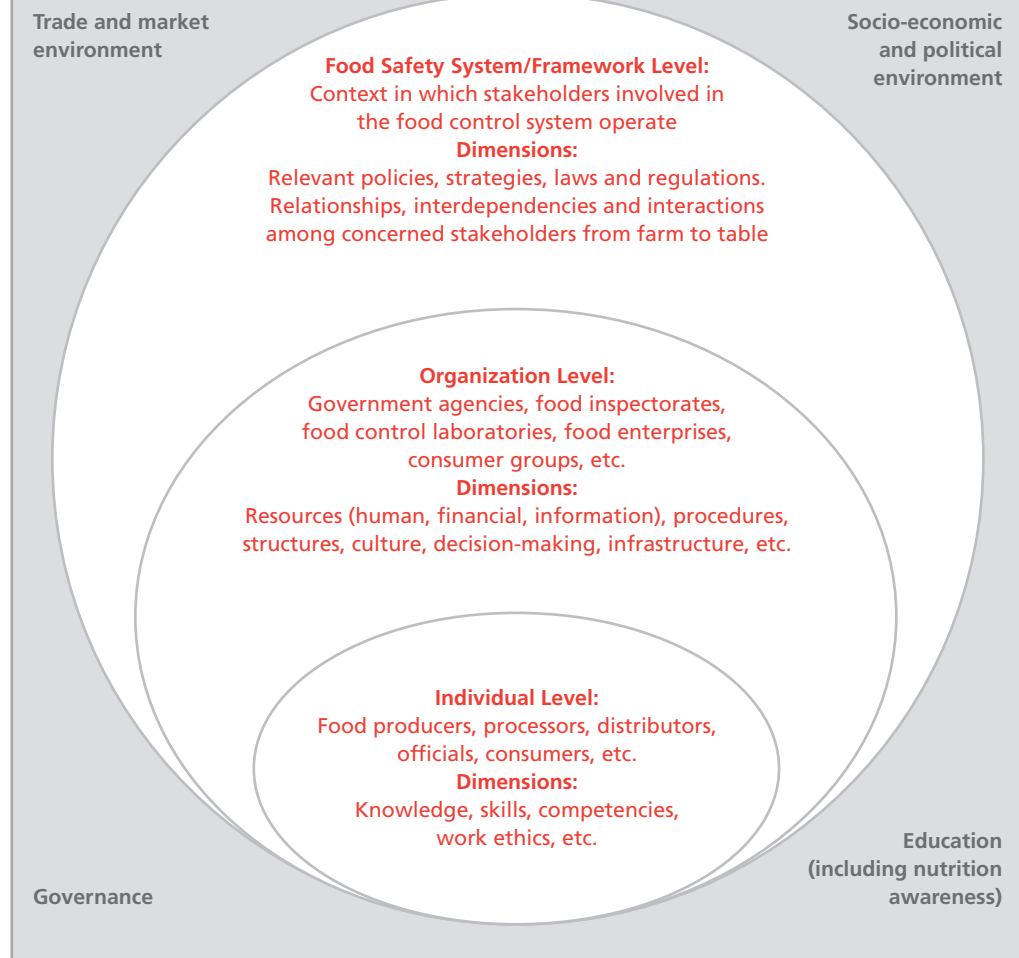 Trade and market
environment
Socio-economic
and political
environment
Food Safety System/Framework Level:
Context in which stakeholders involved in
the food control system operate
Dimensions:
Relevant policies, strategies, laws and regulations.
Relationships, interdependencies and interactions
among concerned stakeholders from farm to table
Organization Level:
Government agencies, food inspectorates,
food control laboratories, food enterprises,
consumer groups, etc.
Dimensions:
Resources (human, financial, information), procedures,
structures, culture, decision-making, infrastructure, etc.
Individual Level:
Food producers, processors, distributors,
officials, consumers, etc.
Dimensions:
Knowledge, skills, competencies,
work ethics, etc.
Governance
Education
(including nutrition
awareness)